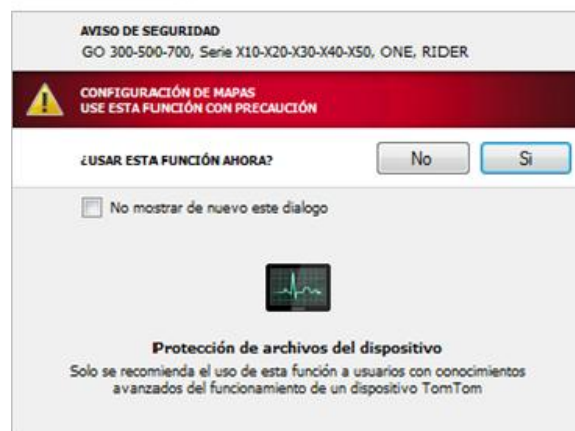 AVISO DE SEGURIDAD
GO 300-500-700, Serie X10-X20-X30-X40-X50, ONE, RIDER
CONFIGURACIÓN DE MAPAS
USE ESTA FUNCIÓN CON PRECAUCIÓN
¿USAR ESTA FUNCIÓN AHORA?
No
Si
No mostrar de nuevo este dialogo
Protección de archivos del dispositivo
Solo se recomienda el uso de esta función a usuarios con conocimientos
avanzados del funcionamiento de un dispositivo TomTom